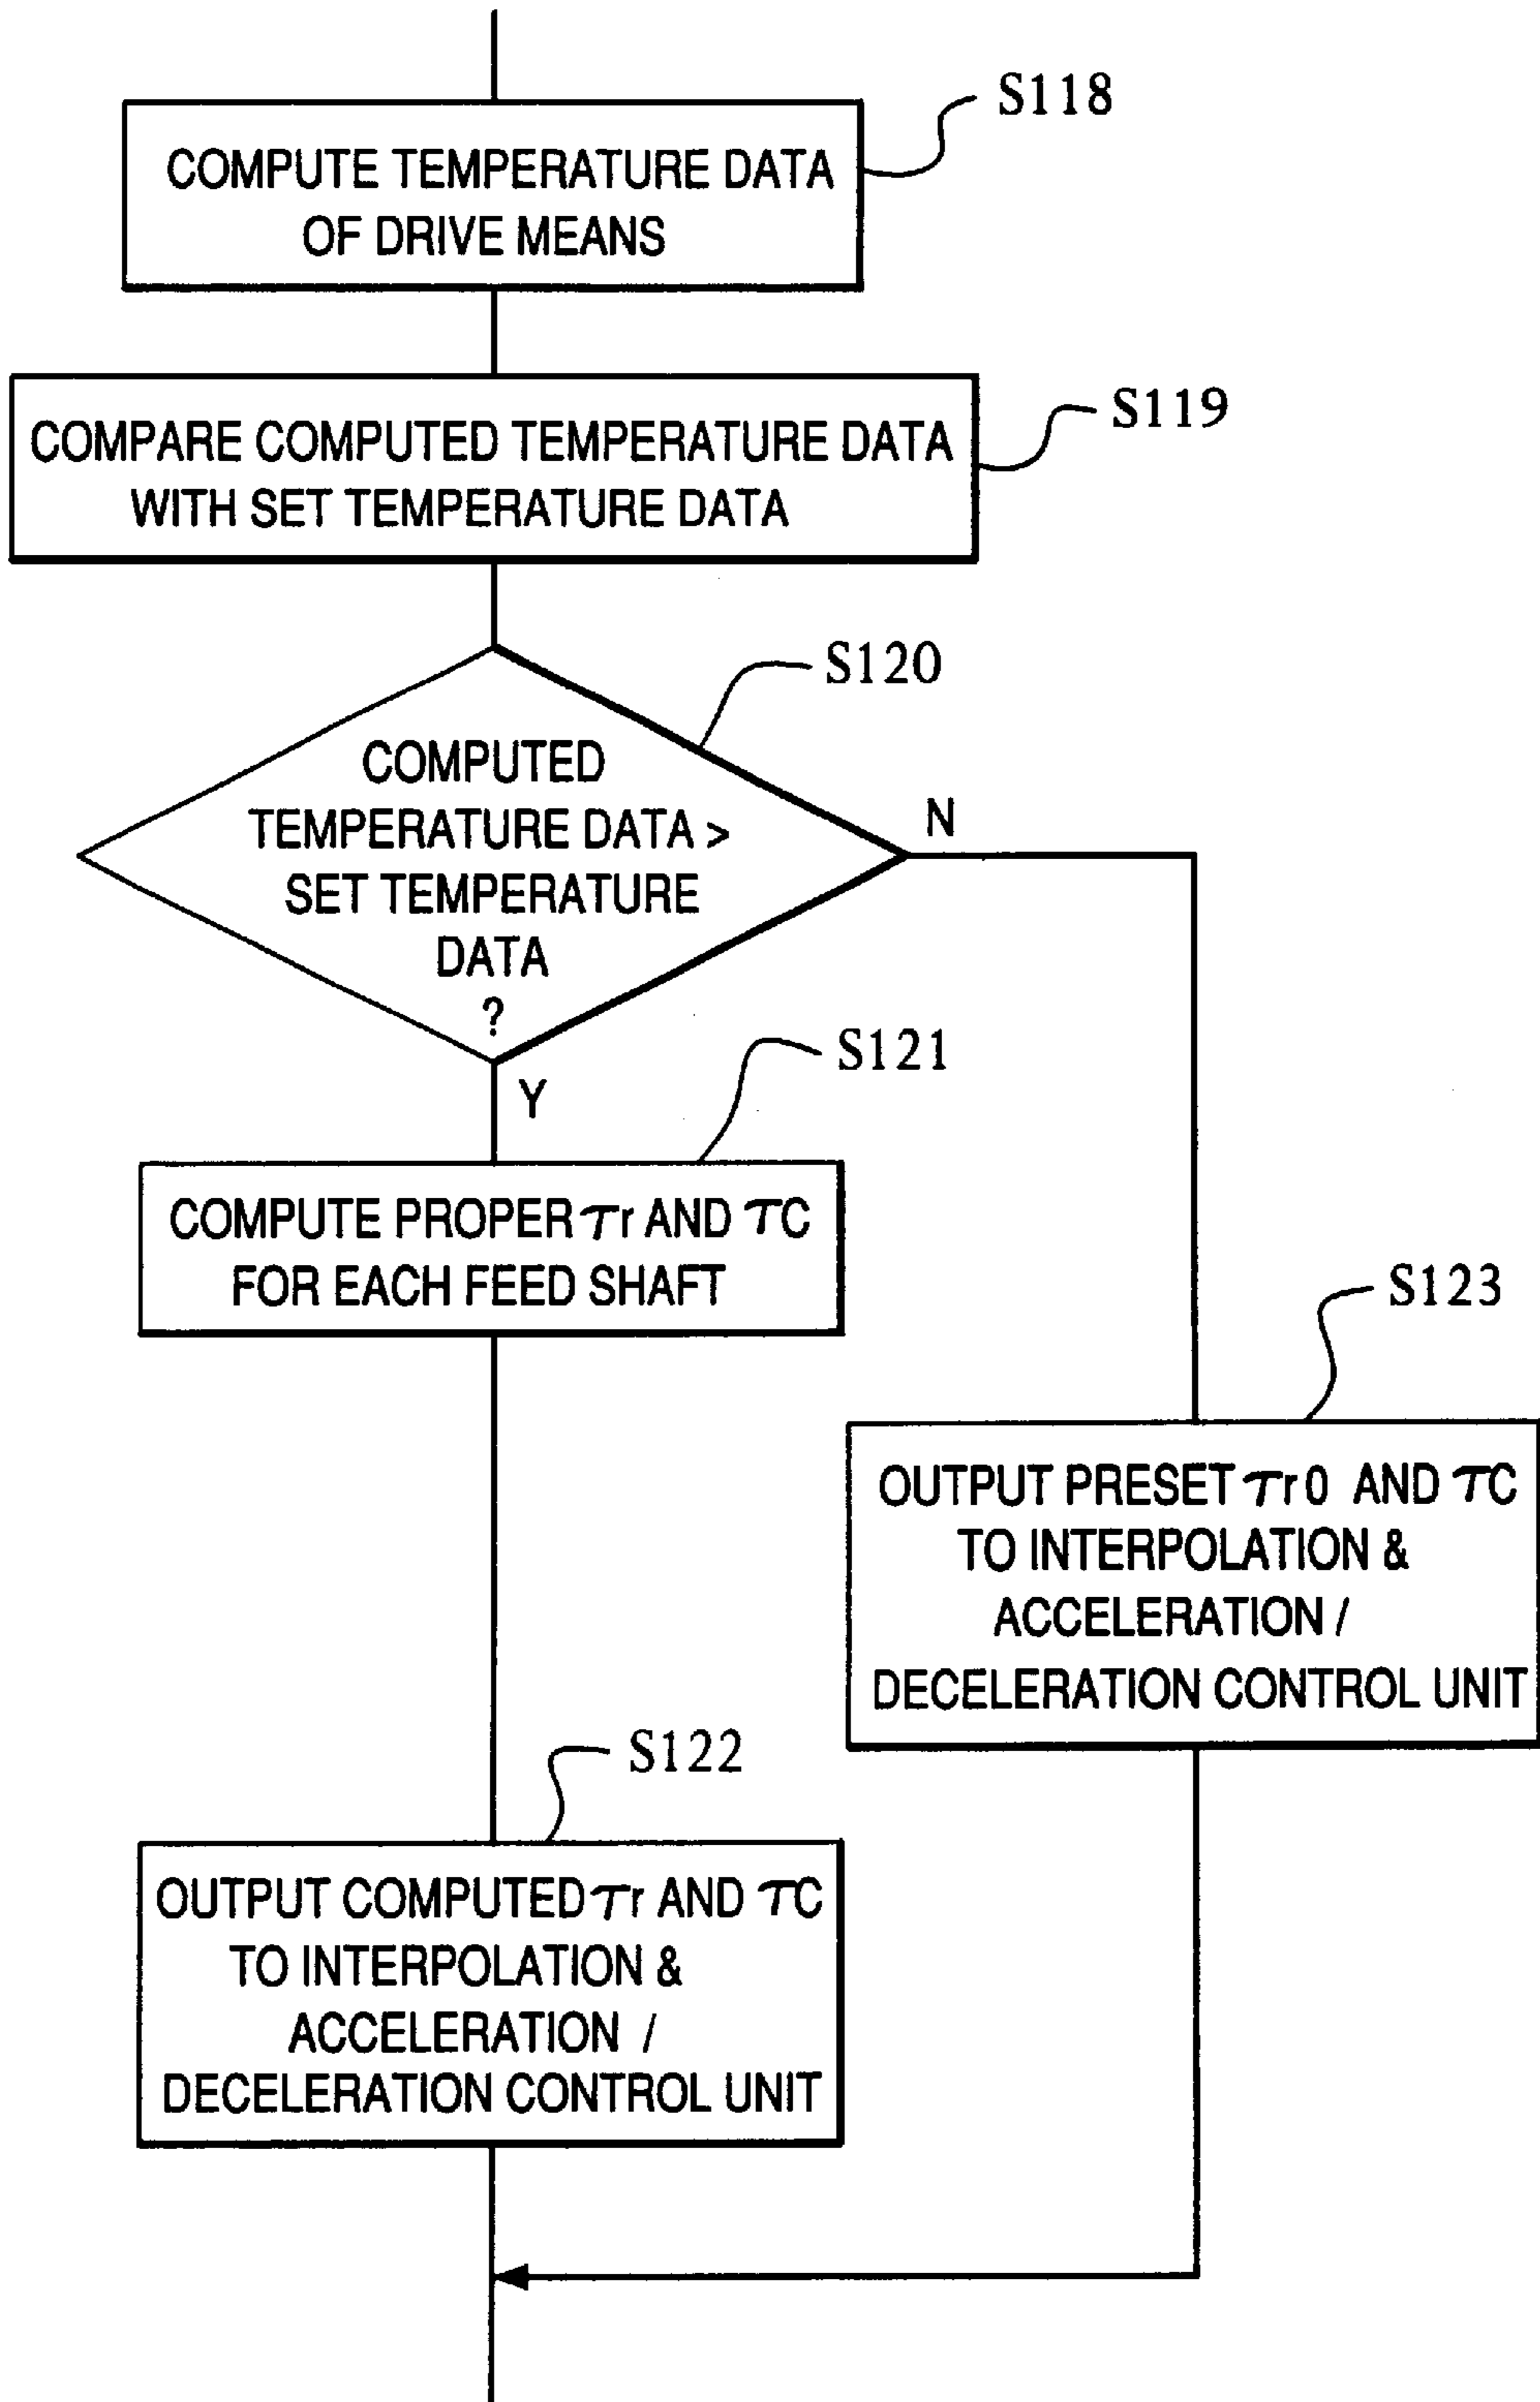 S118
COMPUTE TEMPERATURE DATA
OF DRIVE MEANS
S119
COMPARE COMPUTED TEMPERATURE DATA
WITH SET TEMPERATURE DATA
S120
COMPUTED
TEMPERATURE DATA >
SET TEMPERATURE
DATA
?
N
Y
S121
COMPUTE PROPER τr AND τC
FOR EACH FEED SHAFT
S123
OUTPUT PRESET τr0 AND τC
TO INTERPOLATION &
ACCELERATION /
DECELERATION CONTROL UNIT
S122
OUTPUT COMPUTED τr AND τC
TO INTERPOLATION &
ACCELERATION /
DECELERATION CONTROL UNIT